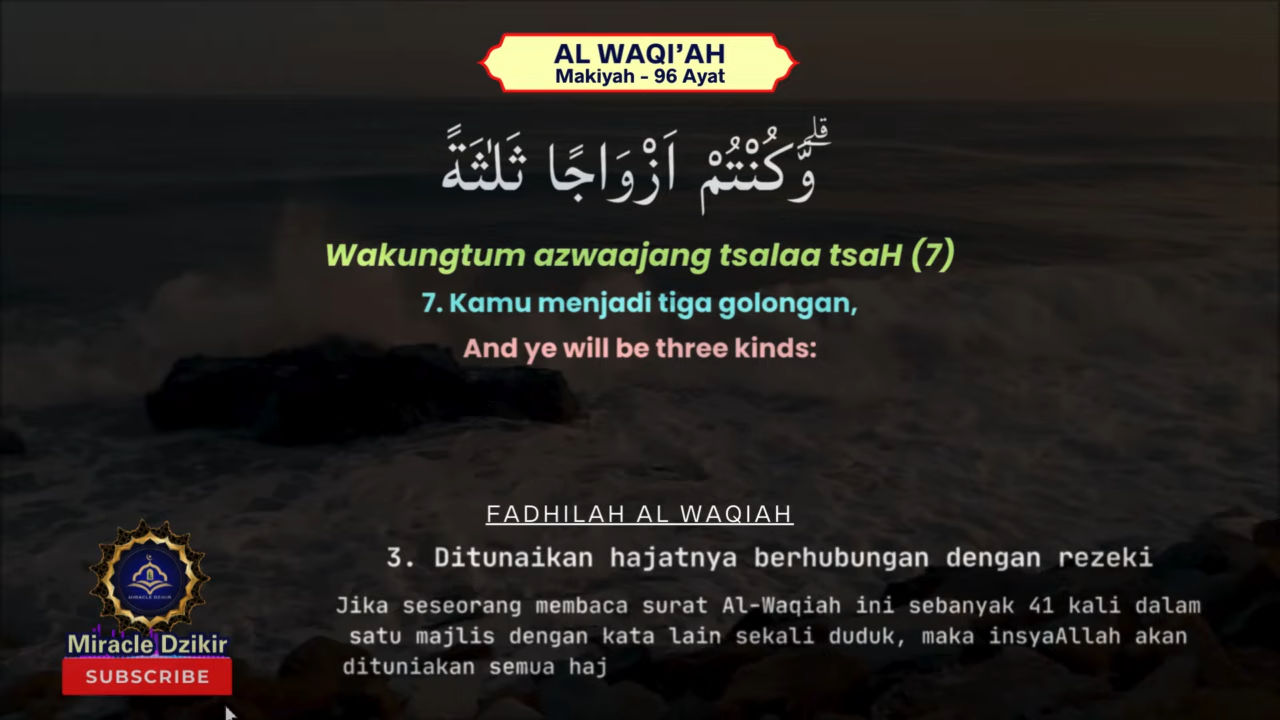 AL WAQI’AH
Makiyah - 96 Ayat
وَّكُنْتُمْ اَزْوَاجًا ثَلٰثَةً ۗ
Wakungtum azwaajang tsalaa tsaH (7)
7. Kamu menjadi tiga golongan,
And ye will be three kinds:
FADHILAH AL WAQIAH
3. Ditunaikan hajatnya berhubungan dengan rezeki
Jika seseorang membaca surat Al-Waqiah ini sebanyak 41 kali dalam
satu majlis dengan kata lain sekali duduk, maka insyaAllah akan
dituniakan semua haj
MIRACLE DZIKIR
Miracle Dzikir
SUBSCRIBE